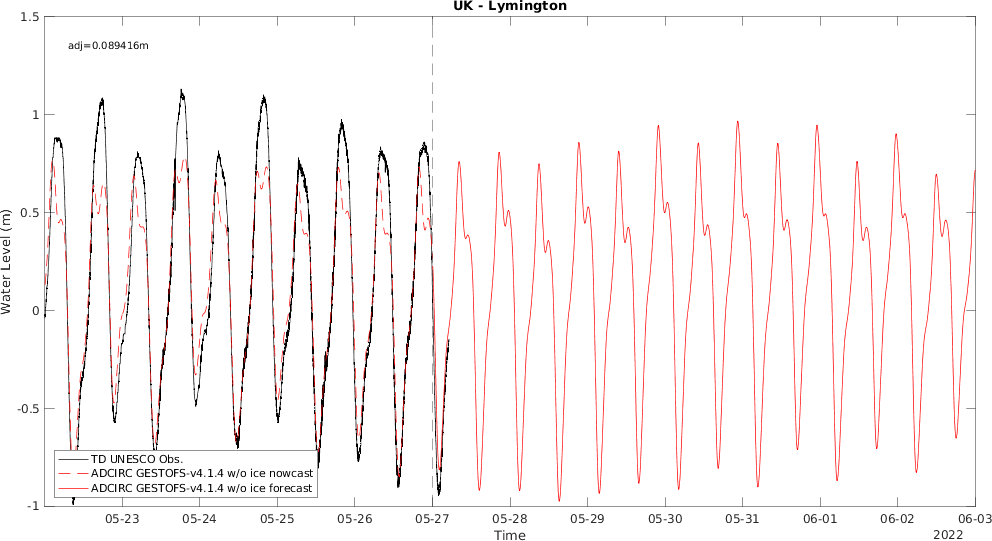 UK - Lymington
1.5
adj=0.089416m
1
0.5
0
-0.5
-1
Water Level (m)
TD UNESCO Obs.
ADCIRC GESTOFS-v4.1.4 w/o ice nowcast
ADCIRC GESTOFS-v4.1.4 w/o ice forecast
05-23 05-24 05-25 05-26 05-27 05-28 05-29 05-30 05-31 06-01 06-02 06-03
Time
2022